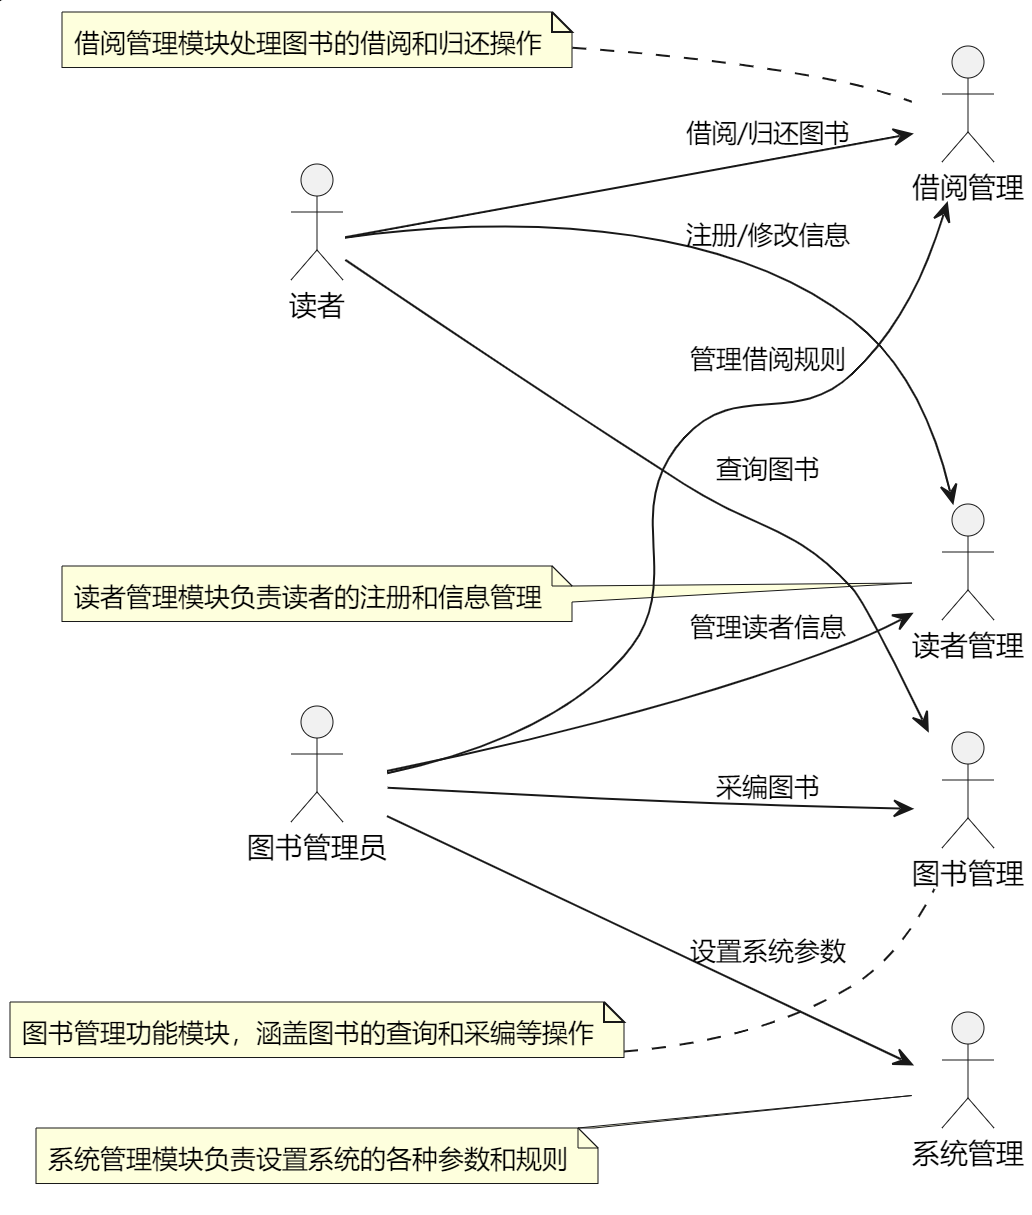 借阅管理模块处理图书的借阅和归还操作
借阅/归还图书
借阅管理
注册/修改信息
读者
管理借阅规则
查询图书
读者管理模块负责读者的注册和信息管理
管理读者信息
读者管理
采编图书
图书管理员
图书管理
设置系统参数
图书管理功能模块，涵盖图书的查询和采编等操作
系统管理模块负责设置系统的各种参数和规则
系统管理